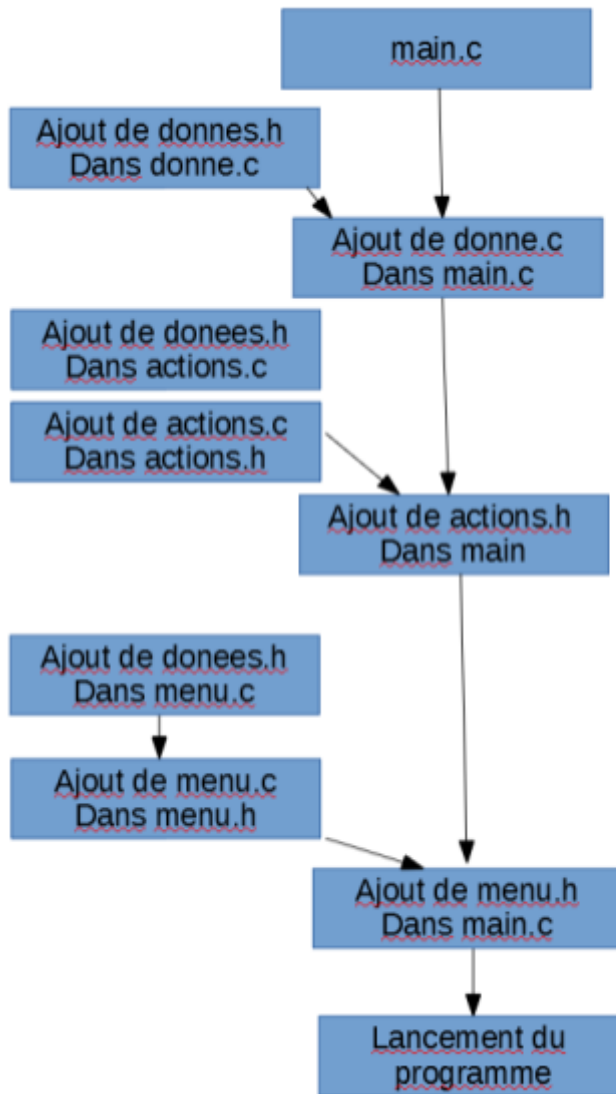 main.c
Ajout de donnes.h
Dans donne.c
Ajout de donne.c
Dans main.c
Ajout de donees.h
Dans actions.c
Ajout de actions.c
Dans actions.h
Ajout de actions.h
Dans main
Ajout de donees.h
Dans menu.c
Ajout de menu.c
Dans menu.h
Ajout de menu.h
Dans main.c
Lancement du
programme